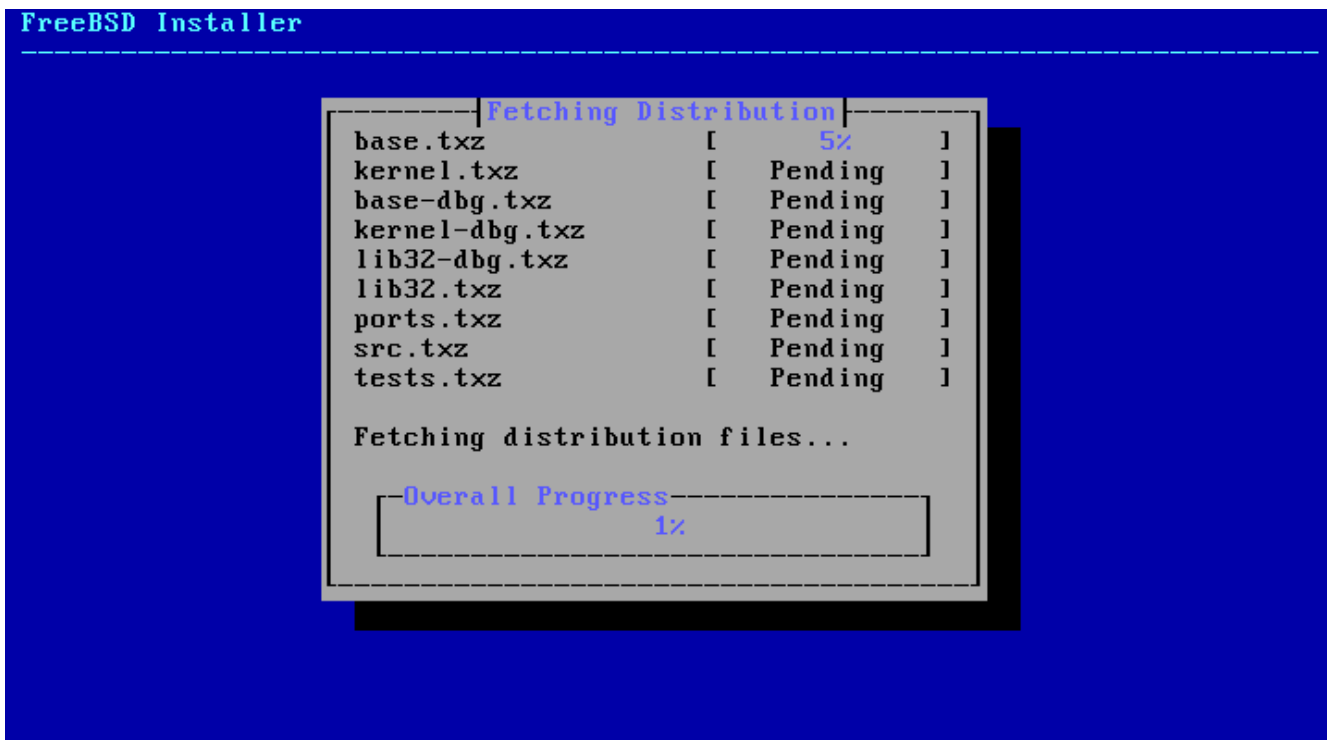 FreeBSD Installer
Fetching Distribution
base.txz [ 5% ]
kernel.txz [ Pending ]
base-dbg.txz [ Pending ]
kernel-dbg.txz [ Pending ]
lib32-dbg.txz [ Pending ]
lib32.txz [ Pending ]
ports.txz [ Pending ]
src.txz [ Pending ]
tests.txz [ Pending ]
Fetching distribution files...
Overall Progress
1%